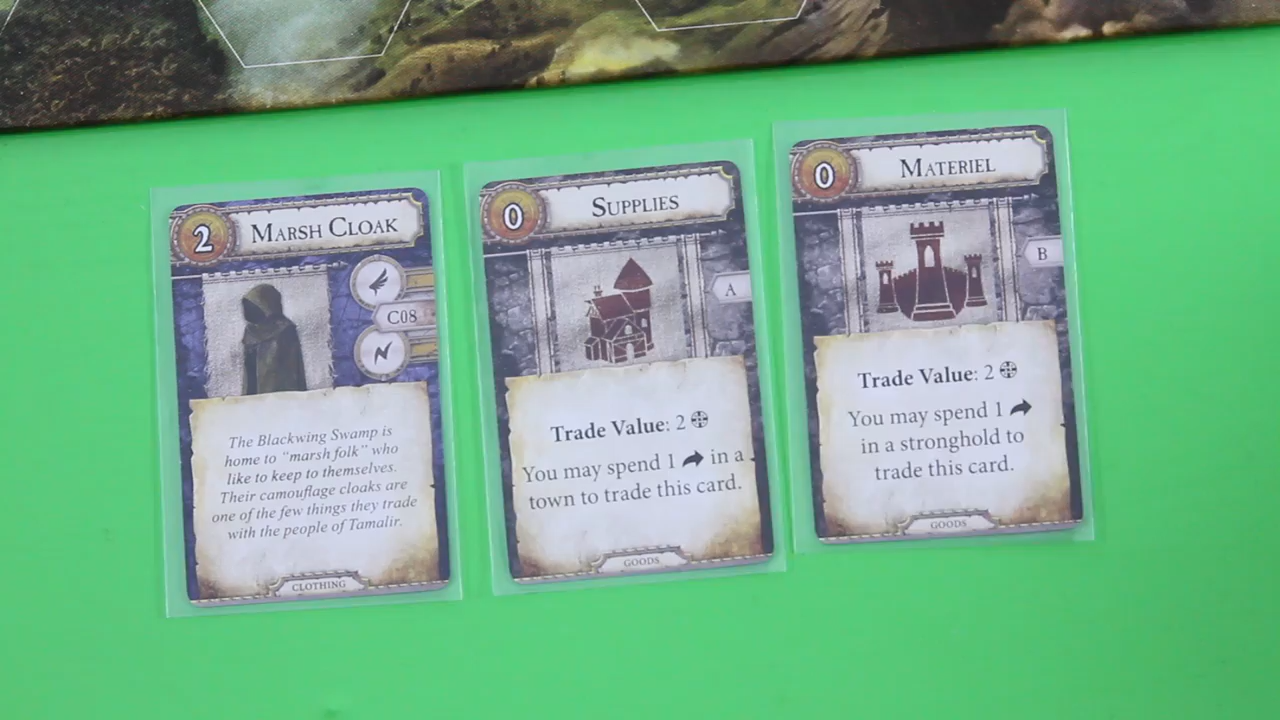 2
MARSH CLOAK
C08
The Blackwing Swamp is
home to “marsh folk” who
like to keep to themselves.
Their camouflage cloaks are
one of the few things they trade
with the people of Tamalir.
CLOTHING
0
SUPPLIES
A
Trade Value: 2
You may spend 1 in a
town to trade this card.
GOODS
0
MATERIEL
B
Trade Value: 2
You may spend 1
in a stronghold to
trade this card.
GOODS